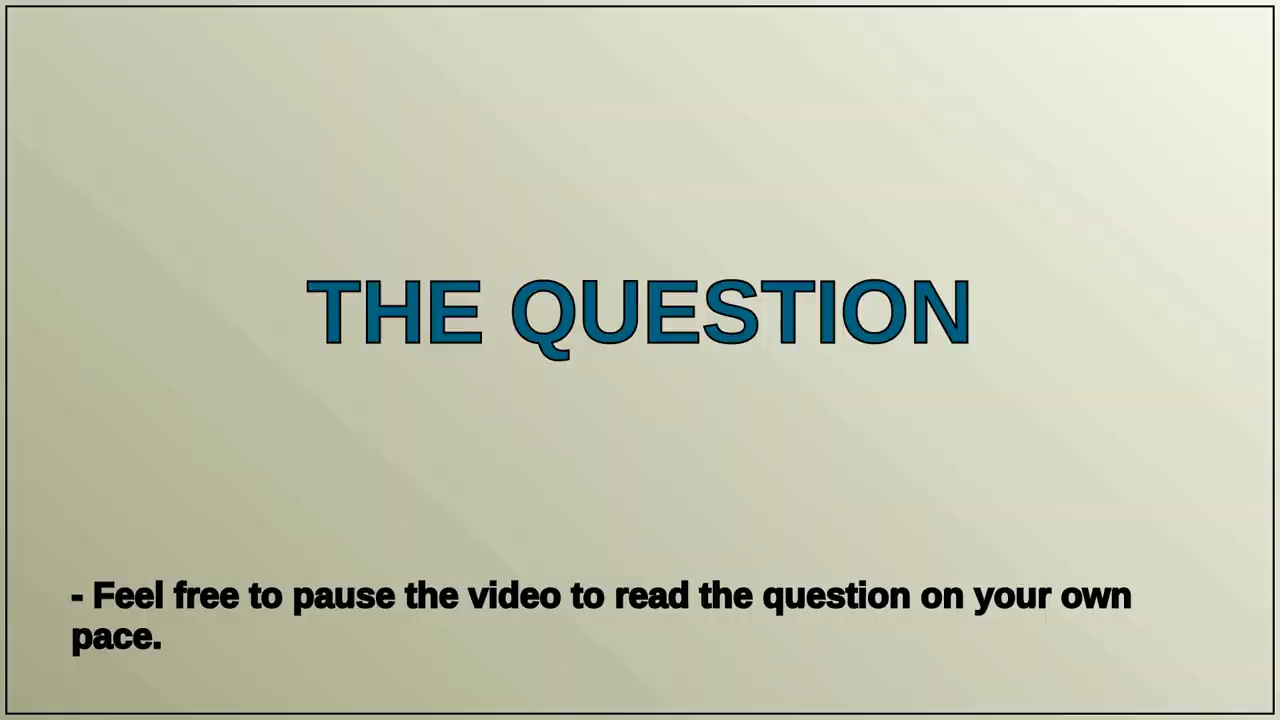 THE QUESTION
- Feel free to pause the video to read the question on your own
pace.